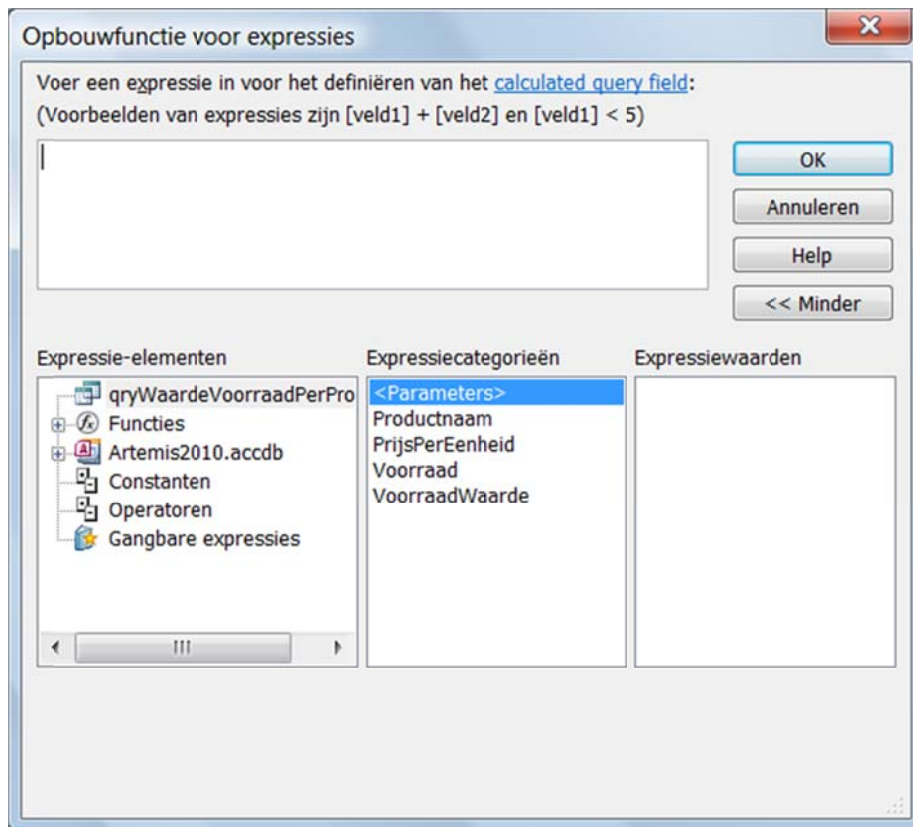 Opbouwfunctie voor expressies
Voer een expressie in voor het definiëren van het calculated query field:
(Voorbeelden van expressies zijn [veld1] + [veld2] en [veld1] < 5)
OK
Annuleren
Help
<< Minder
Expressie-elementen
qryWaardeVoorraadPerPro
Functies
Artemis2010.accdb
Constanten
Operatoren
Gangbare expressies
Expressiecategorieën
<Parameters>
Productnaam
PrijsPerEenheid
Voorraad
VoorraadWaarde
Expressiewaarden